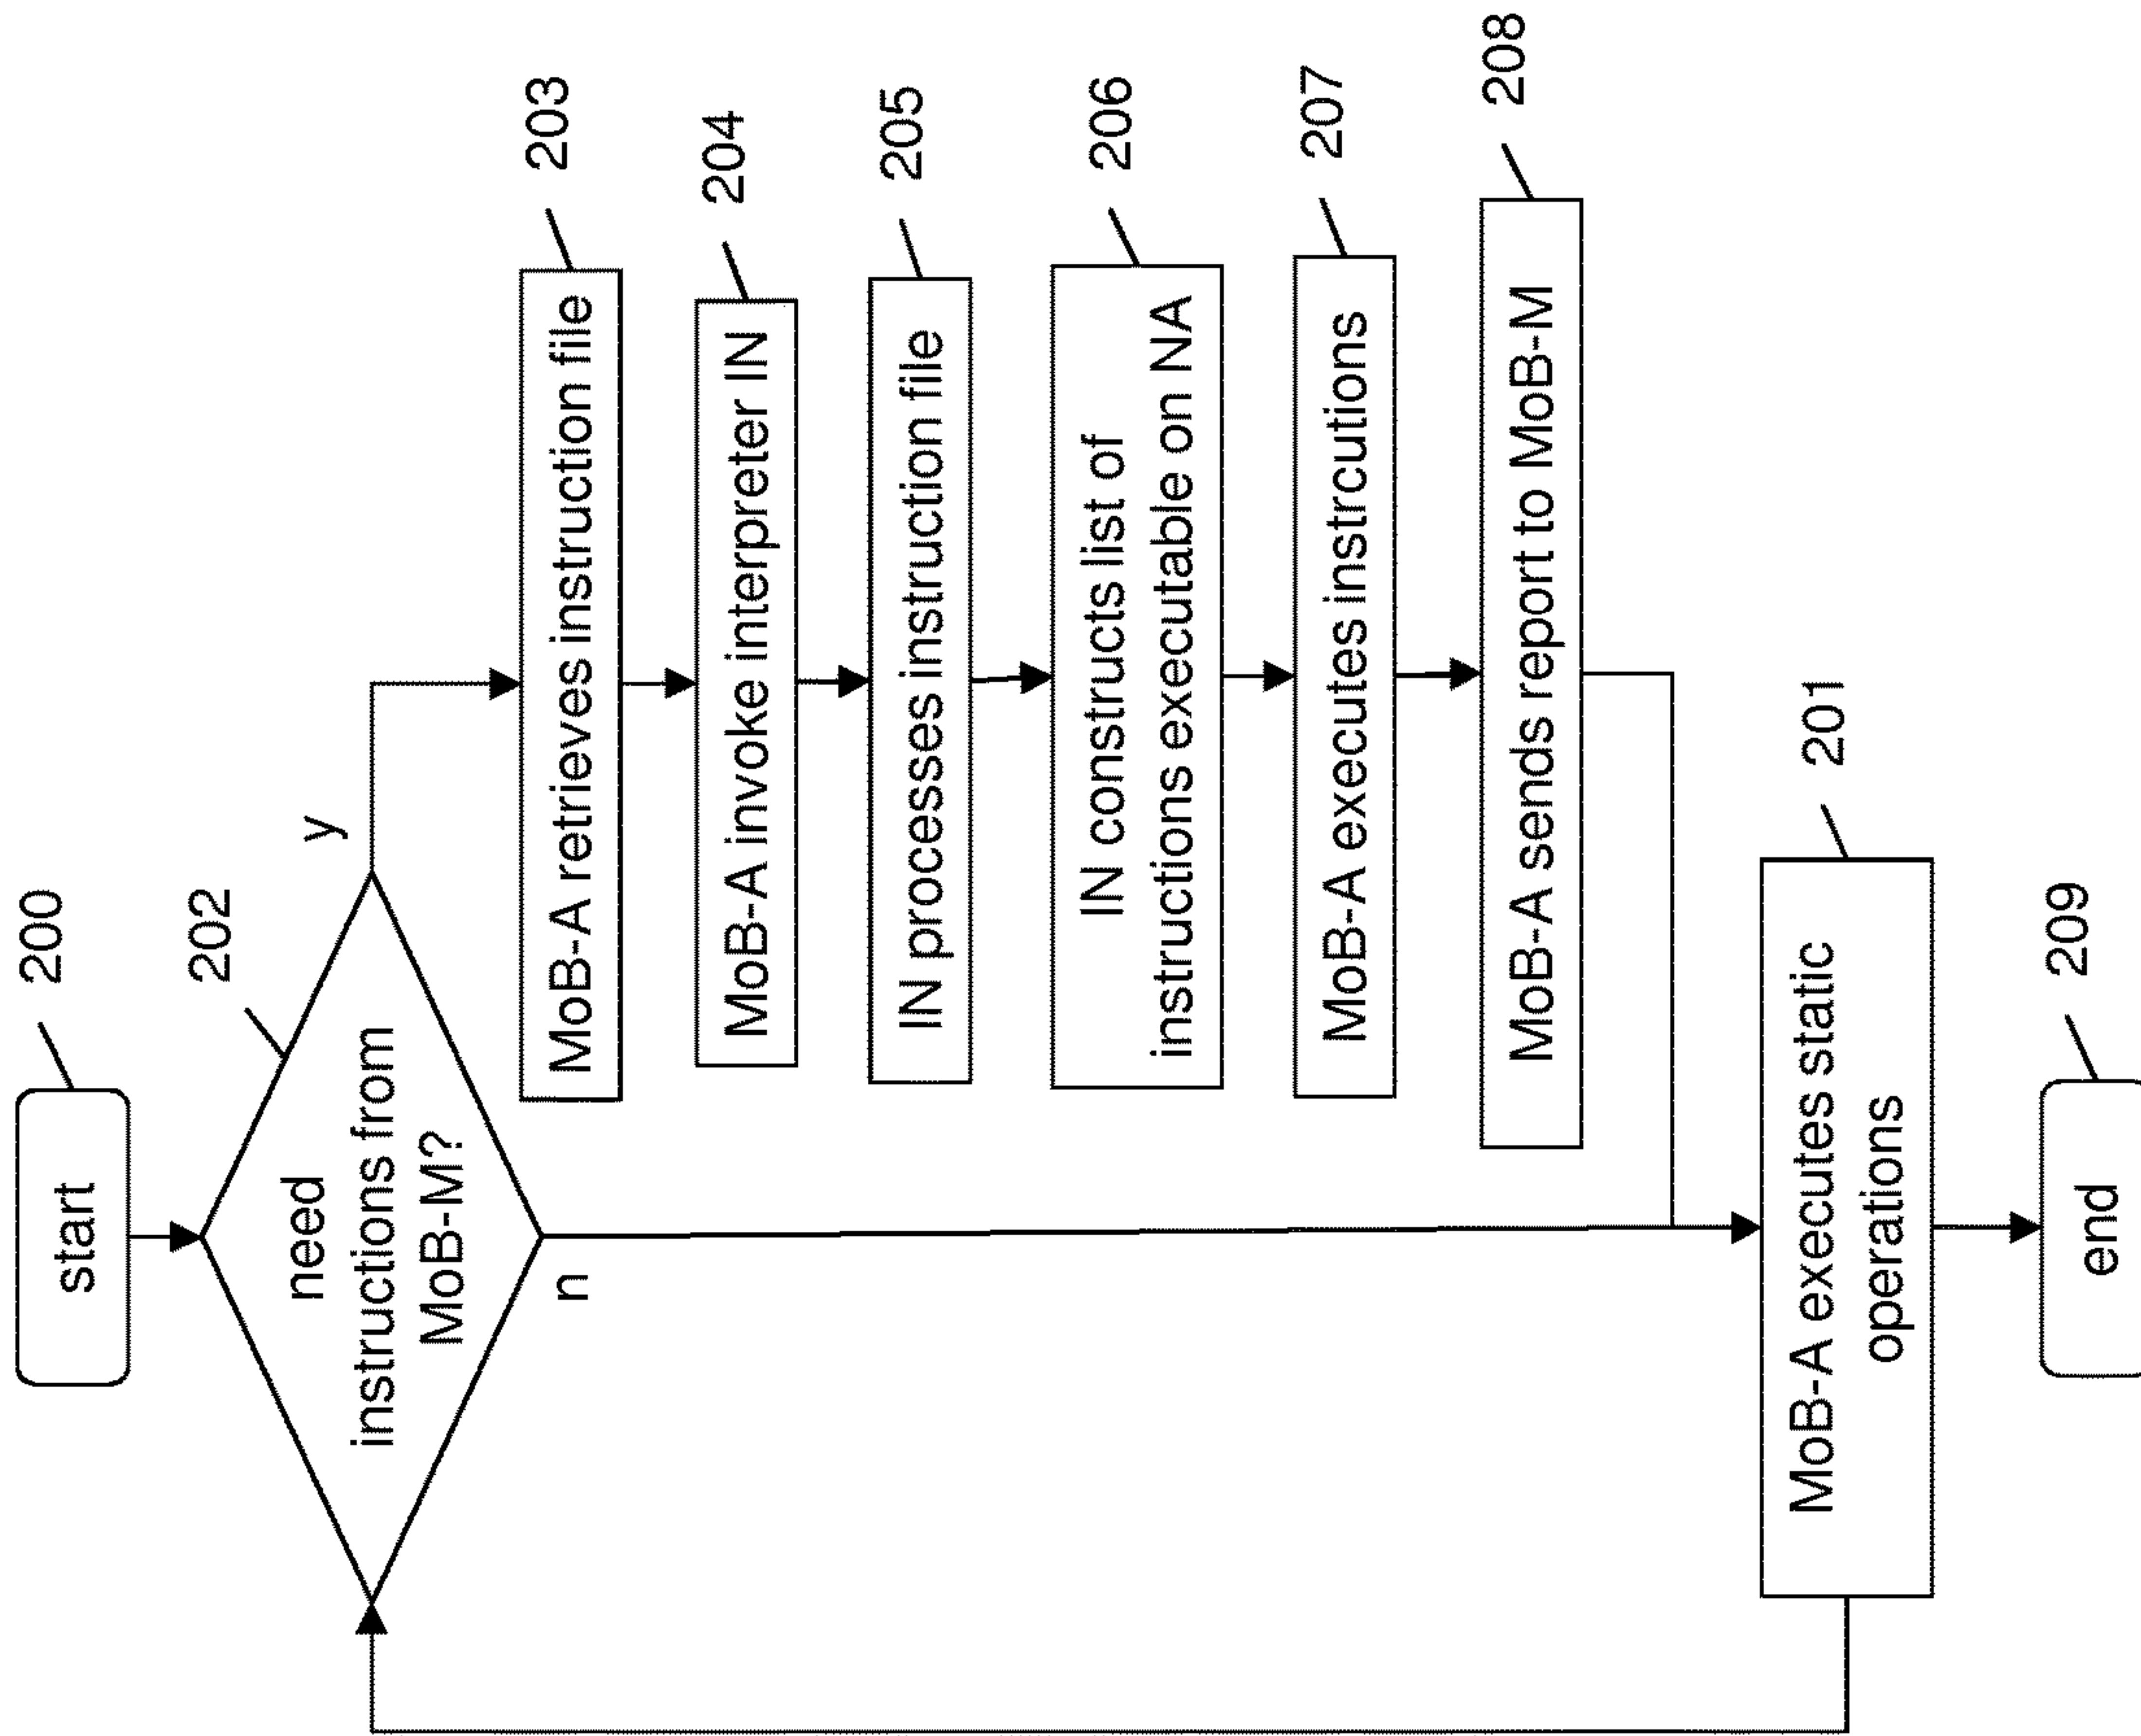 start
200
202
need
instructions from
MoB-M?
y
n
MoB-A retrieves instruction file
203
MoB-A invoke interpreter IN
204
IN processes instruction file
205
IN constructs list of
instructions executable on NA
206
MoB-A executes instrcutions
207
MoB-A sends report to MoB-M
208
MoB-A executes static
operations
201
end
209